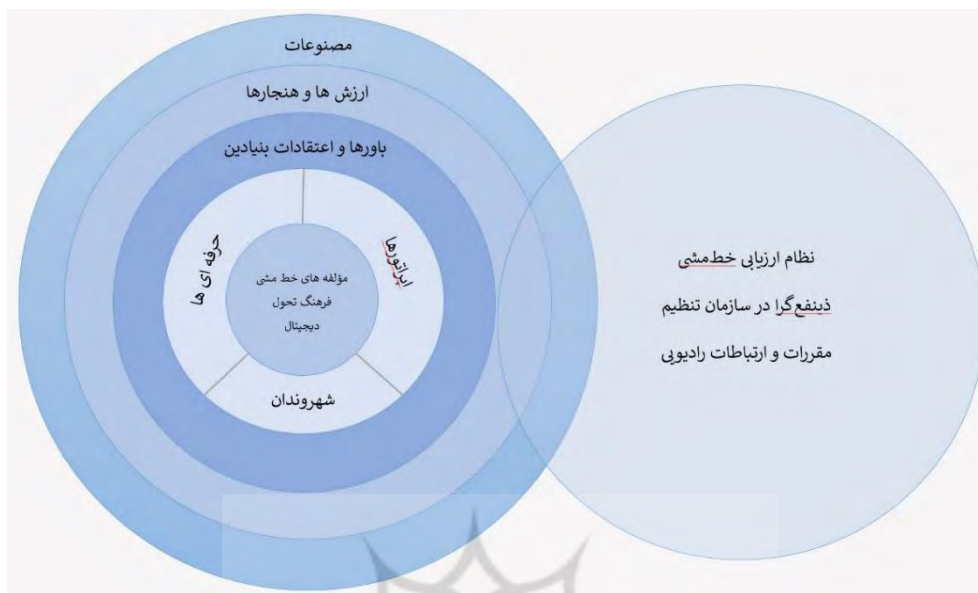 مصنوعات
ارزش ها و هنجارها
باورها و اعتقادات بنیادین
حرفه ای ها
اپراتورها
مؤلفه های خط مشی
فرهنگ تحول
دیجیتال
شهروندان
نظام ارزیابی خط‌مشی
ذینفع‌گرا در سازمان تنظیم
مقررات و ارتباطات رادیویی